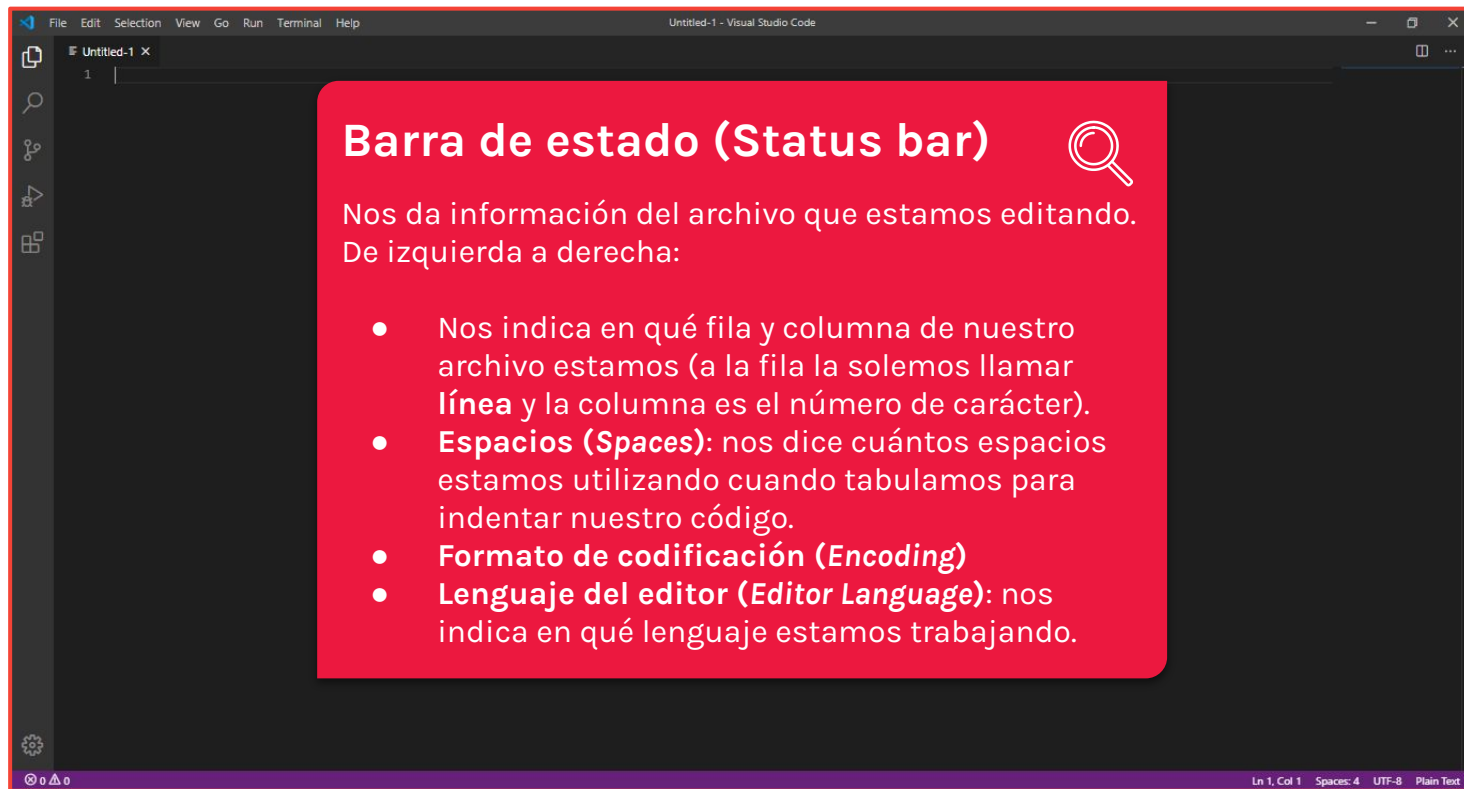 File Edit Selection View Go Run Terminal Help
Untitled-1 - Visual Studio Code
Untitled-1
1
Barra de estado (Status bar)
Nos da información del archivo que estamos editando.
De izquierda a derecha:
● Nos indica en qué fila y columna de nuestro
archivo estamos (a la fila la solemos llamar
línea y la columna es el número de carácter).
● Espacios (Spaces): nos dice cuántos espacios
estamos utilizando cuando tabulamos para
indentar nuestro código.
● Formato de codificación (Encoding)
● Lenguaje del editor (Editor Language): nos
indica en qué lenguaje estamos trabajando.
0 0
Ln 1, Col 1 Spaces: 4 UTF-8 Plain Text